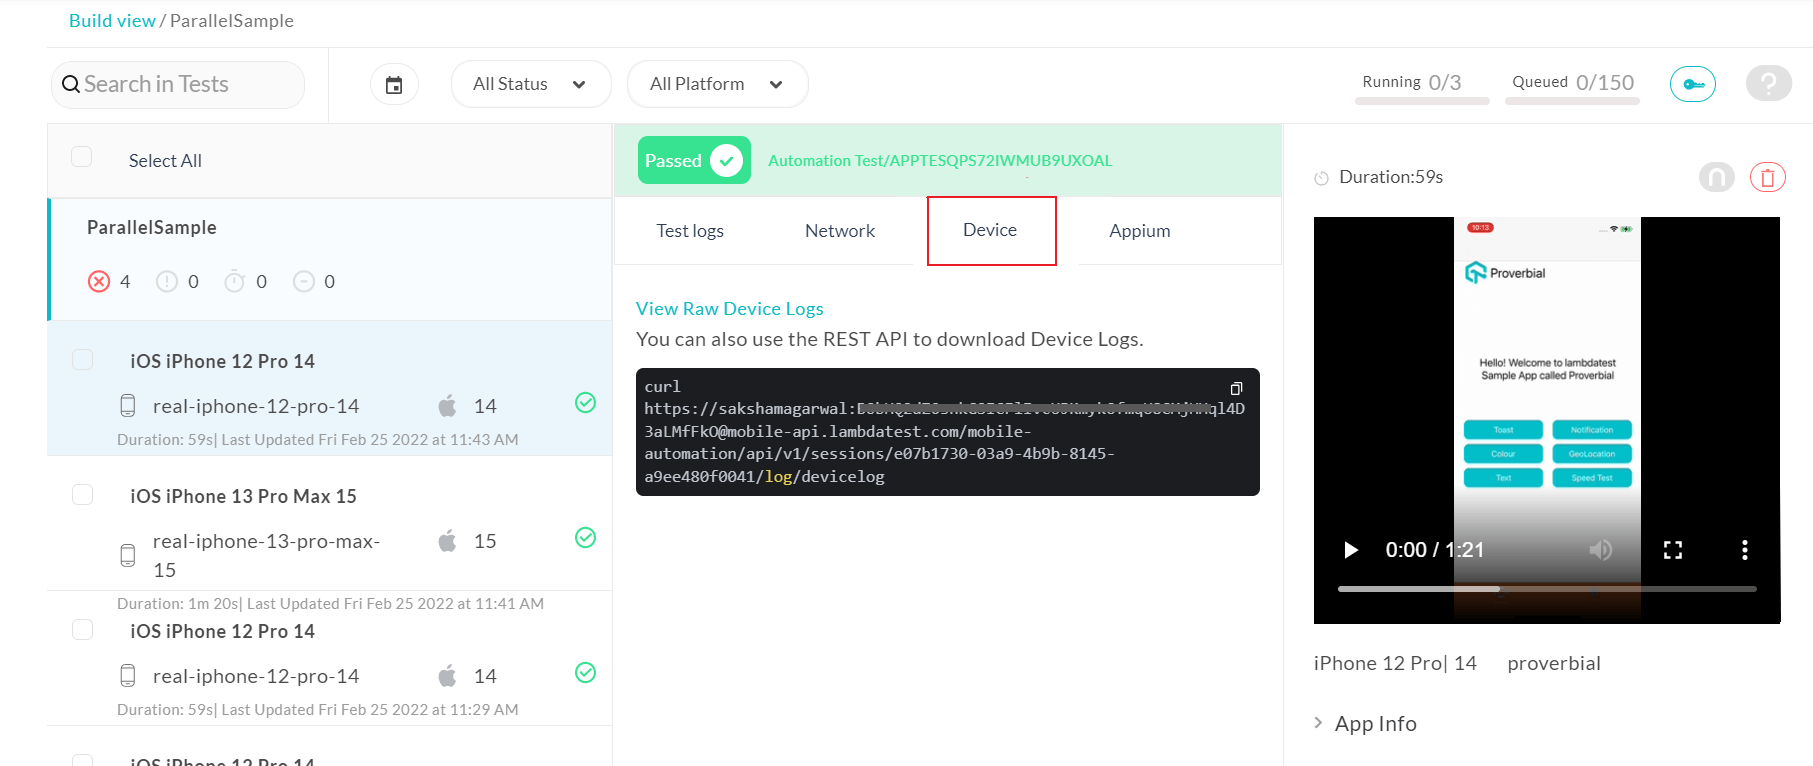 Build view / ParallelSample
Search in Tests
All Status
All Platform
Running 0/3
Queued 0/150
?
Select All
ParallelSample
4 0 0 0
iOS iPhone 12 Pro 14
real-iphone-12-pro-14
14
Duration: 59s| Last Updated Fri Feb 25 2022 at 11:43 AM
iOS iPhone 13 Pro Max 15
real-iphone-13-pro-max-
15
15
Duration: 1m 20s| Last Updated Fri Feb 25 2022 at 11:41 AM
iOS iPhone 12 Pro 14
real-iphone-12-pro-14
14
Duration: 59s| Last Updated Fri Feb 25 2022 at 11:29 AM
iOS iPhone 12 Pro 14
Passed
Automation Test/APPTESQPS72IWMUB9UXOAL
Test logs
Network
Device
Appium
View Raw Device Logs
You can also use the REST API to download Device Logs.
curl
https://sakshamagarwal:
3aLMfFkO@mobile-api.lambdatest.com/mobile-
automation/api/v1/sessions/e07b1730-03a9-4b9b-8145-
a9ee480f0041/log/devicelog
Duration:59s
10:13
Proverbial
Hello! Welcome to lambdatest
Sample App called Proverbial
Toast
Notification
Colour
GeoLocation
Text
Speed Test
0:00 / 1:21
iPhone 12 Pro| 14
proverbial
App Info